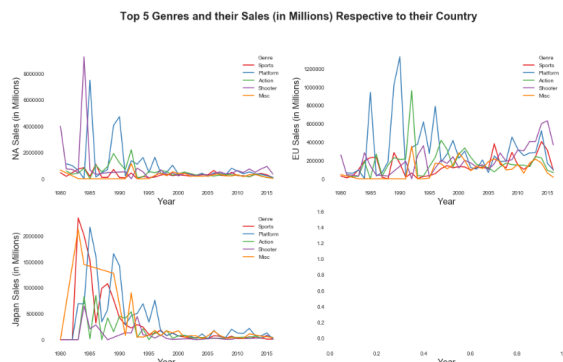 Top 5 Genres and their Sales (in Millions) Respective to their Country
NA Sales (in Millions)
8000000
6000000
4000000
2000000
0
1980 1985 1990 1995 2000 2005 2010 2015
Year
Genre
Sports
Platform
Action
Shooter
Misc
EU Sales (in Millions)
1200000
1000000
800000
600000
400000
200000
0
1980 1985 1990 1995 2000 2005 2010 2015
Year
Genre
Sports
Platform
Action
Shooter
Misc
Japan Sales (in Millions)
2000000
1500000
1000000
500000
0
1980 1985 1990 1995 2000 2005 2010 2015
Year
Genre
Sports
Platform
Action
Shooter
Misc
1.6
1.4
1.2
1.0
0.8
0.6
0.4
0.2
0.0
0.0 0.2 0.4 0.6 0.8 1
Year